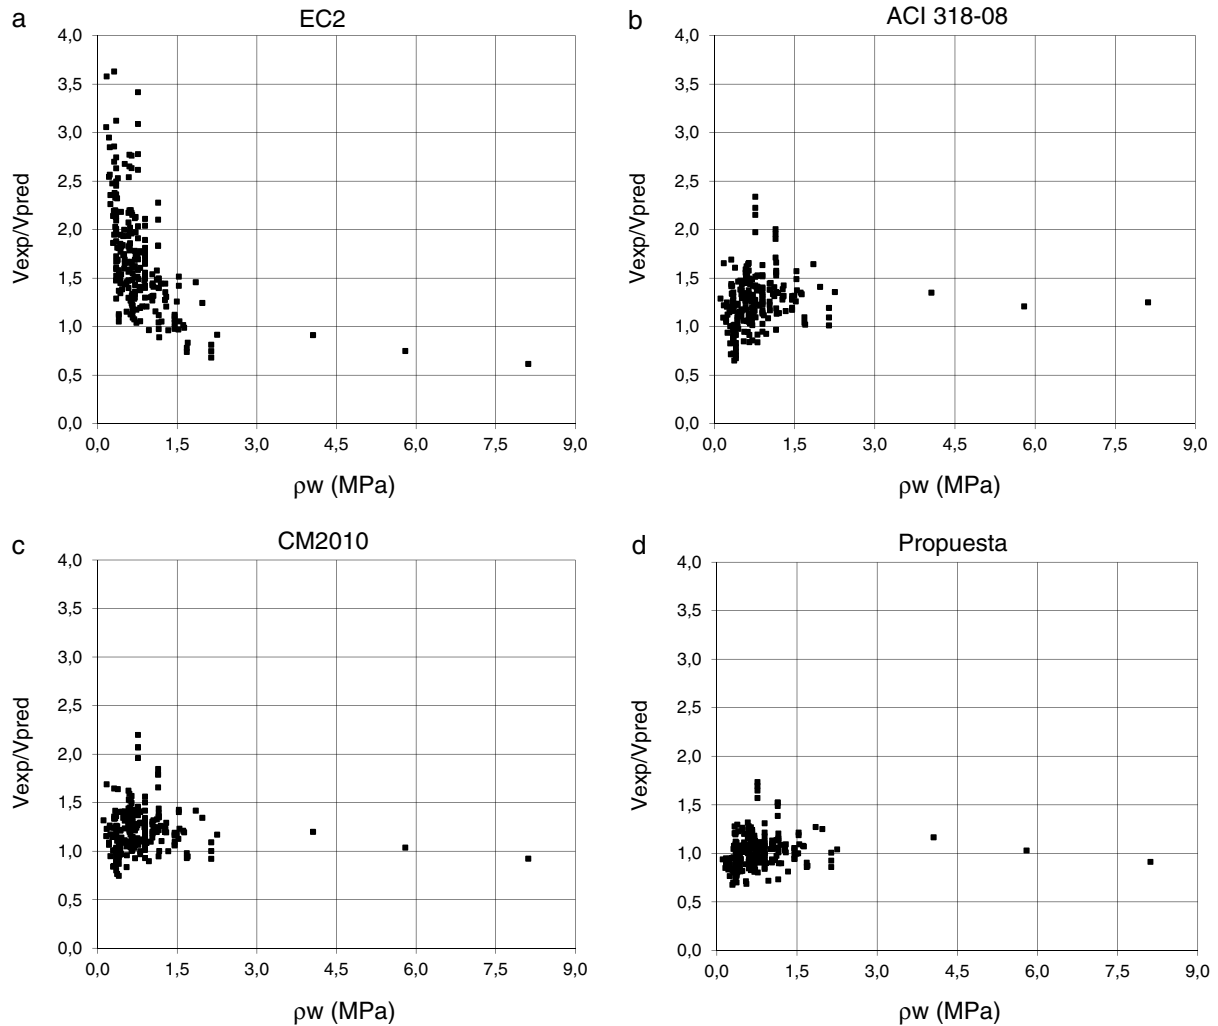 a
EC2
4,0
3,5
3,0
2,5
2,0
1,5
1,0
0,5
0,0
Vexp/Vpred
0,0 1,5 3,0 4,5 6,0 7,5 9,0
ρw (MPa)
b
ACI 318-08
4,0
3,5
3,0
2,5
2,0
1,5
1,0
0,5
0,0
Vexp/Vpred
0,0 1,5 3,0 4,5 6,0 7,5 9,0
ρw (MPa)
c
CM2010
4,0
3,5
3,0
2,5
2,0
1,5
1,0
0,5
0,0
Vexp/Vpred
0,0 1,5 3,0 4,5 6,0 7,5 9,0
ρw (MPa)
d
Propuesta
4,0
3,5
3,0
2,5
2,0
1,5
1,0
0,5
0,0
Vexp/Vpred
0,0 1,5 3,0 4,5 6,0 7,5 9,0
ρw (MPa)